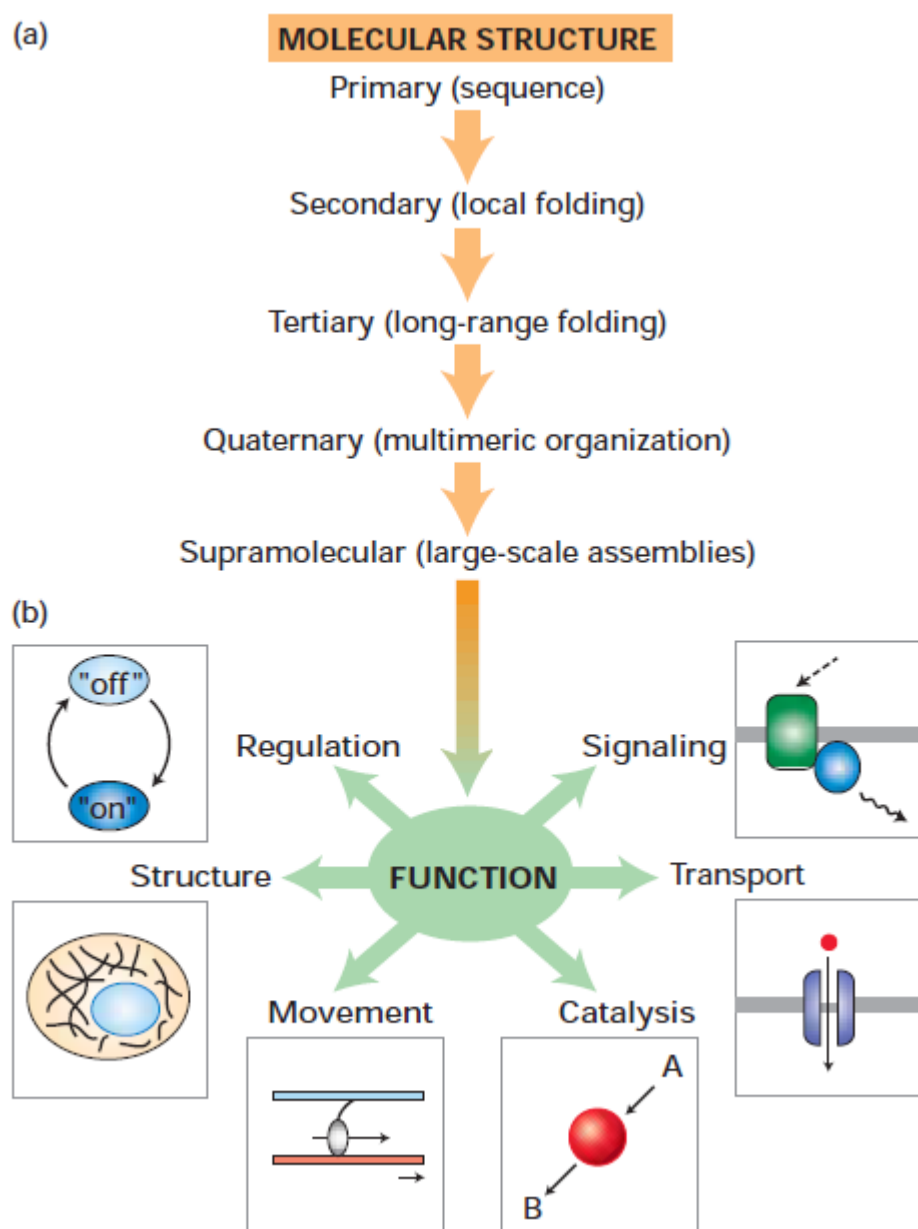 (a)
MOLECULAR STRUCTURE
Primary (sequence)
Secondary (local folding)
Tertiary (long-range folding)
Quaternary (multimeric organization)
Supramolecular (large-scale assemblies)
(b)
"off"
"on"
Regulation
Signaling
Structure
FUNCTION
Transport
Movement
Catalysis
A
B